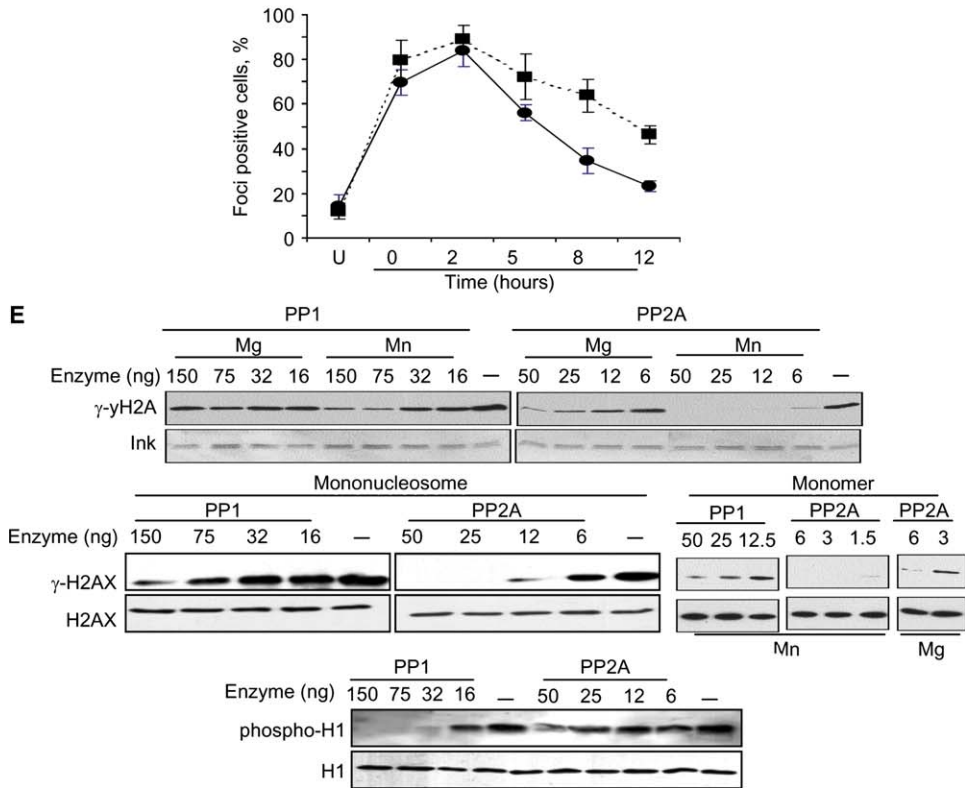 100
80
60
40
20
0
Foci positive cells, %
U 0 2 5 8 12
Time (hours)
E
PP1 PP2A
Mg Mn Mg Mn
Enzyme (ng) 150 75 32 16 150 75 32 16 — 50 25 12 6 50 25 12 6 —
γ-yH2A
Ink
Mononucleosome Monomer
PP1 PP2A PP1 PP2A PP2A
Enzyme (ng) 150 75 32 16 — 50 25 12 6 — Enzyme (ng) 50 25 12.5 6 3 1.5 6 3
γ-H2AX
H2AX
Mn Mg
PP1 PP2A
Enzyme (ng) 150 75 32 16 — 50 25 12 6 —
phospho-H1
H1